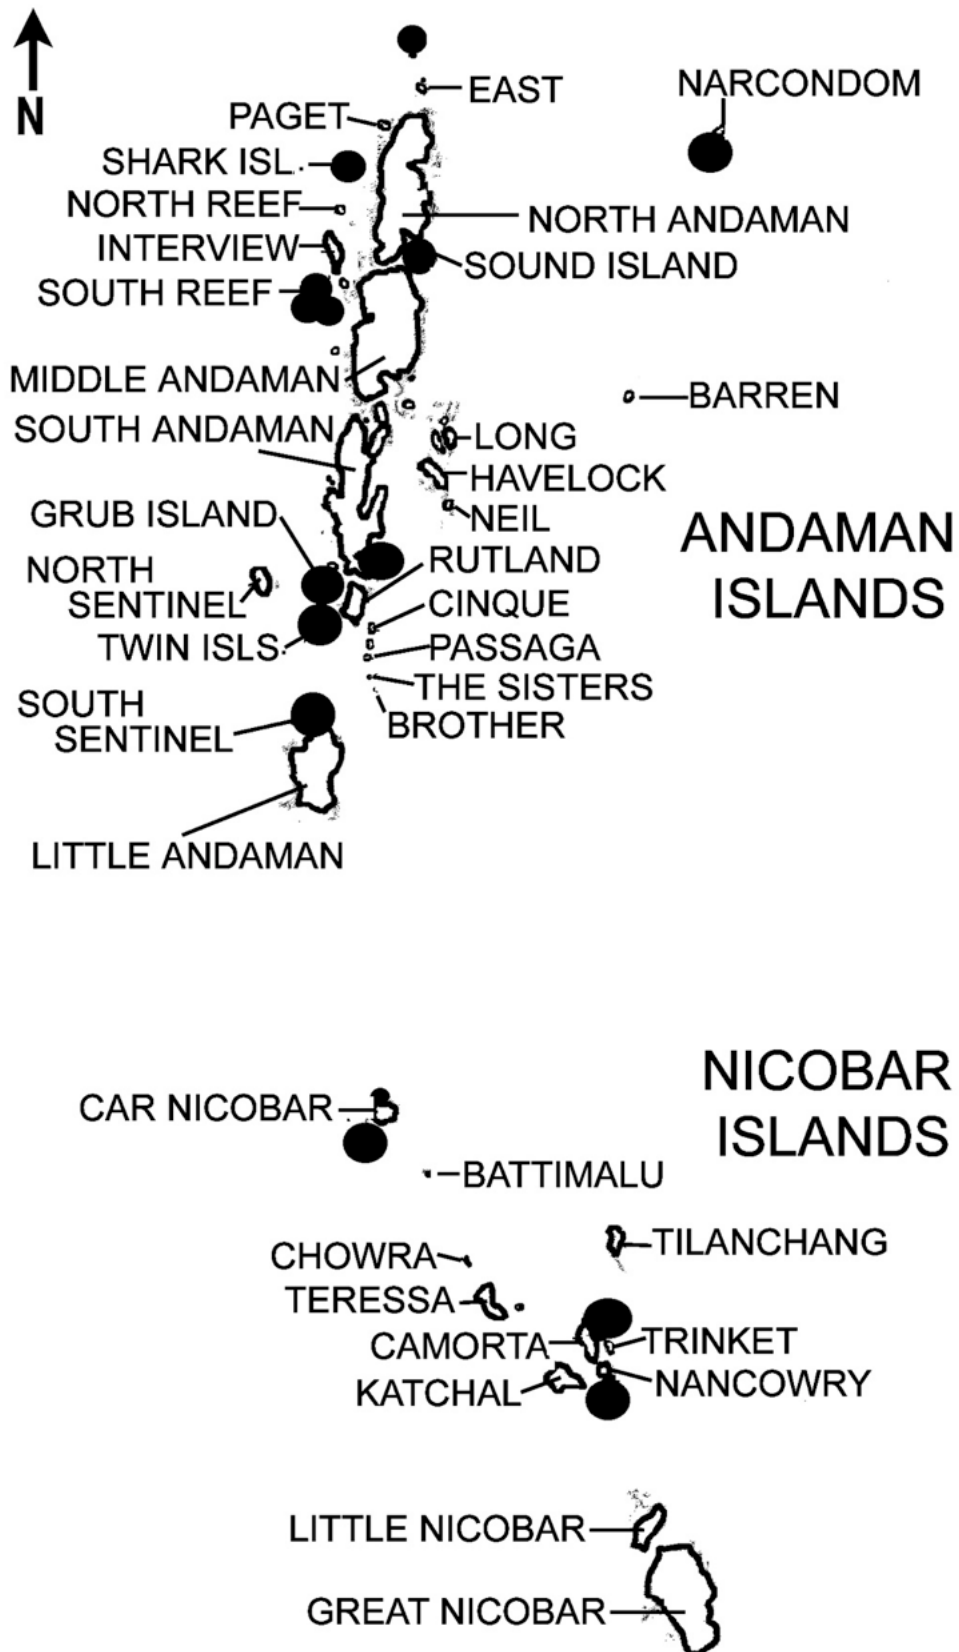 N
EAST
NARCONDOM
PAGET
SHARK ISL.
NORTH REEF
NORTH ANDAMAN
INTERVIEW
SOUND ISLAND
SOUTH REEF
MIDDLE ANDAMAN
BARREN
SOUTH ANDAMAN
LONG
HAVELOCK
GRUB ISLAND
NEIL
ANDAMAN
ISLANDS
RUTLAND
NORTH
SENTINEL
CINQUE
TWIN ISLS.
PASSAGA
THE SISTERS
SOUTH
SENTINEL
BROTHER
LITTLE ANDAMAN
NICOBAR
ISLANDS
CAR NICOBAR
BATTIMALU
TILANCHANG
CHOWRA
TERESSA
CAMORTA
TRINKET
KATCHAL
NANCOWRY
LITTLE NICOBAR
GREAT NICOBAR